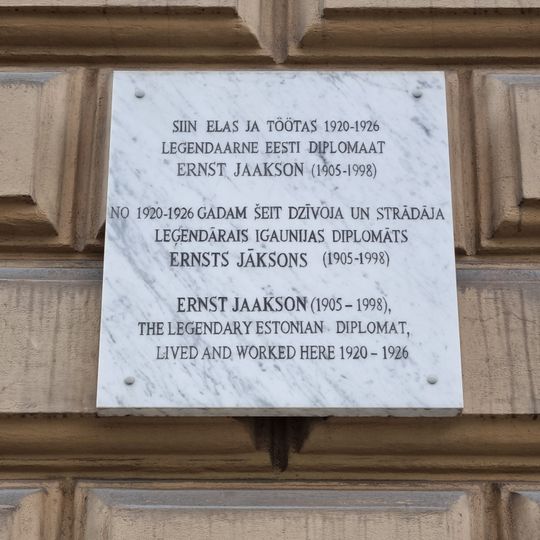 SIIN ELAS JA TÖÖTAS 1920-1926
LEGENDAARNE EESTI DIPLOMAAT
ERNST JAAKSON (1905-1998)
NO 1920-1926 GADAM ŠEIT DZĪVOJA UN STRĀDĀJA
LEĢENDĀRAIS IGAUNIJAS DIPLOMĀTS
ERNSTS JĀKSONS (1905-1998)
ERNST JAAKSON (1905 – 1998),
THE LEGENDARY ESTONIAN DIPLOMAT,
LIVED AND WORKED HERE 1920 – 1926